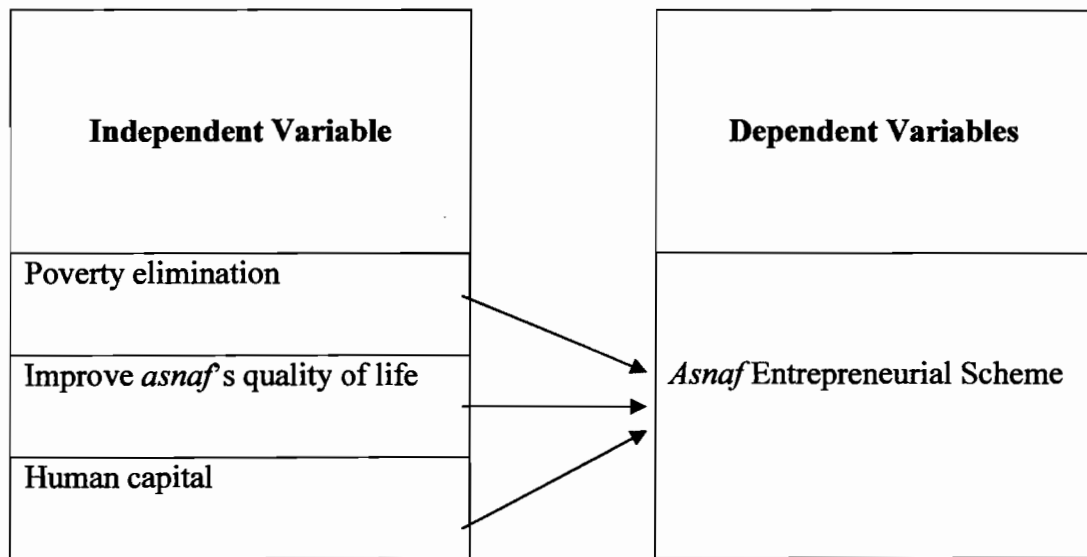 Independent Variable
Dependent Variables
Poverty elimination
Improve asnaf's quality of life
Asnaf Entrepreneurial Scheme
Human capital